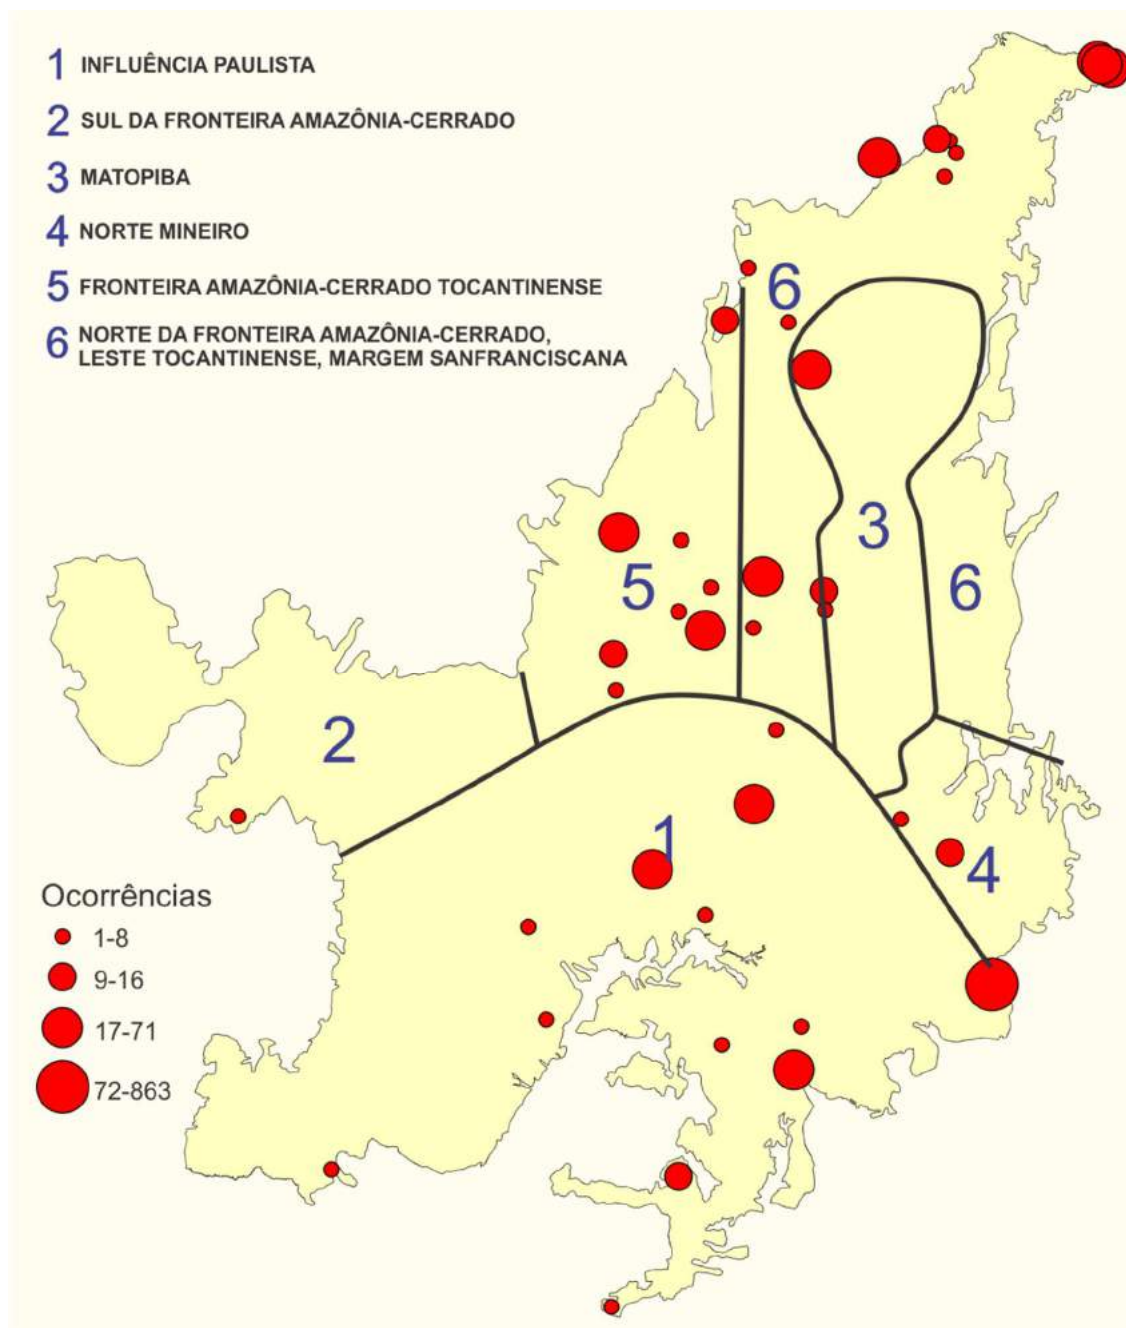 1 INFLUÊNCIA PAULISTA
2 SUL DA FRONTEIRA AMAZÔNIA-CERRADO
3 MATOPIBA
4 NORTE MINEIRO
5 FRONTEIRA AMAZÔNIA-CERRADO TOCANTINENSE
6 NORTE DA FRONTEIRA AMAZÔNIA-CERRADO,
LESTE TOCANTINENSE, MARGEM SANFRANCISCANA
6
3
5
6
2
1
4
Ocorrências
1-8
9-16
17-71
72-863